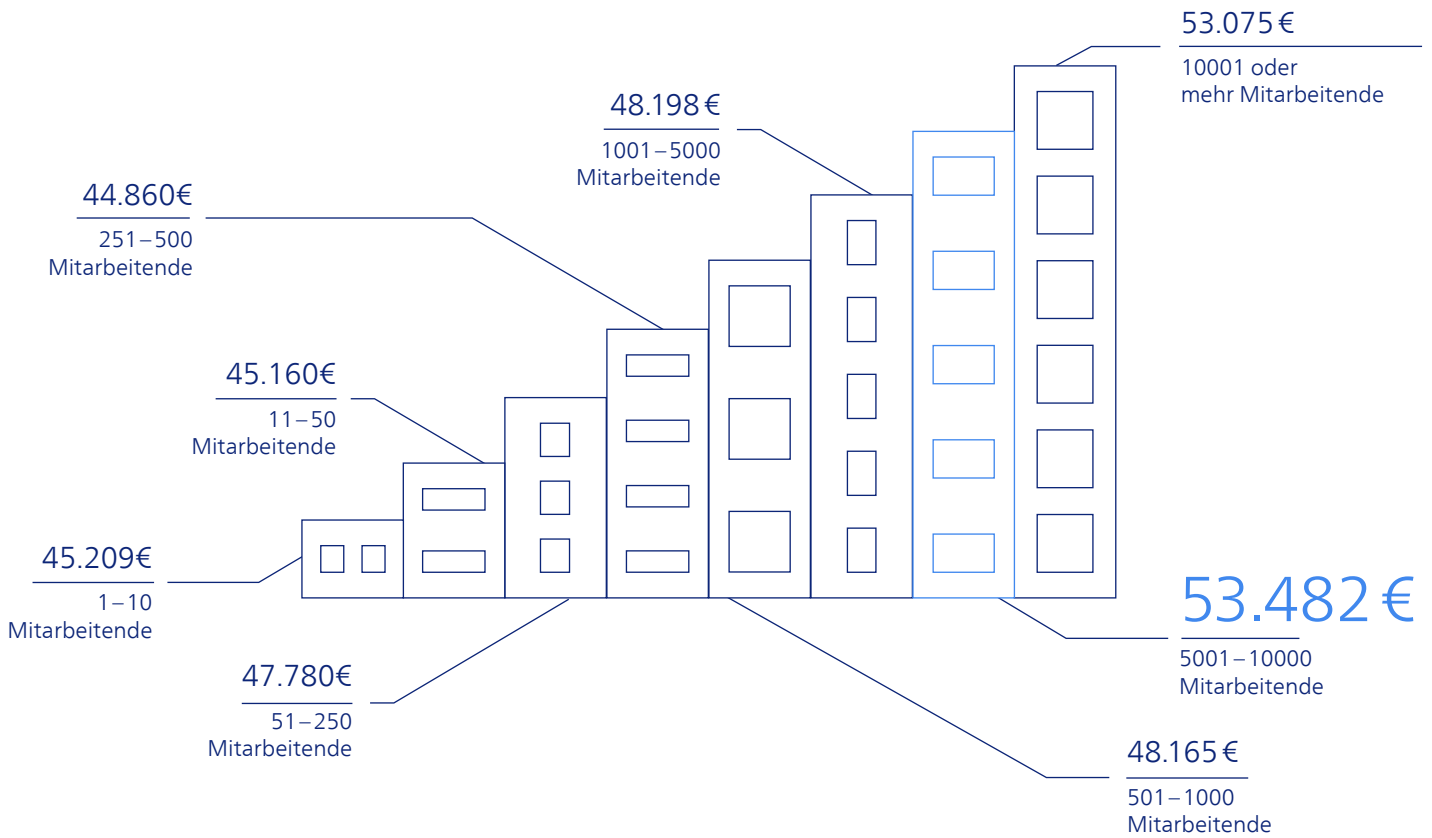 53.075 €
10001 oder
mehr Mitarbeitende
48.198 €
1001–5000
Mitarbeitende
44.860€
251–500
Mitarbeitende
45.160€
11–50
Mitarbeitende
45.209€
1–10
Mitarbeitende
53.482 €
5001–10000
Mitarbeitende
47.780€
51–250
Mitarbeitende
48.165 €
501–1000
Mitarbeitende